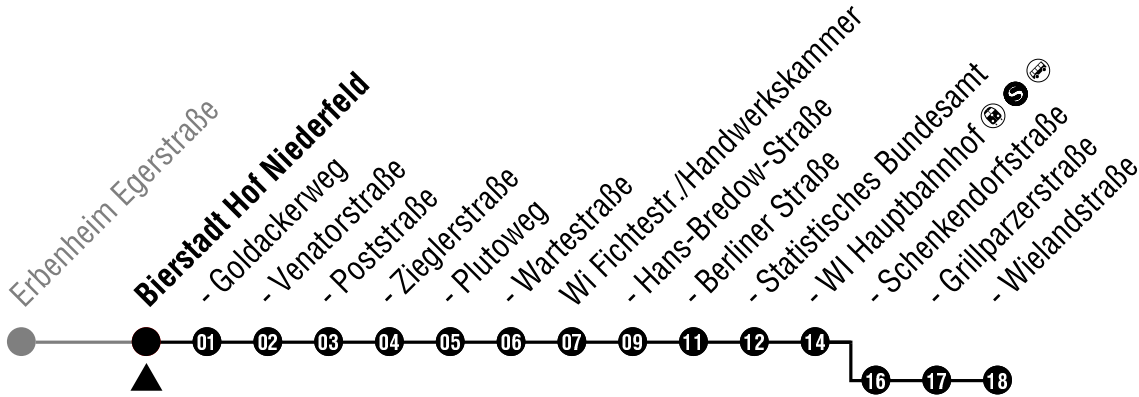 Erbenheim Egerstraße
Bierstadt Hof Niederfeld
- Goldackerweg
- Venatorstraße
- Poststraße
- Zieglerstraße
- Plutoweg
- Wartestraße
Wi Fichtestr./Handwerkskammer
- Hans-Bredow-Straße
- Berliner Straße
- Statistisches Bundesamt
- WI Hauptbahnhof S
- Schenkendorfstraße
- Grillparzerstraße
- Wielandstraße
01 02 03 04 05 06 07 09 11 12 14
16 17 18